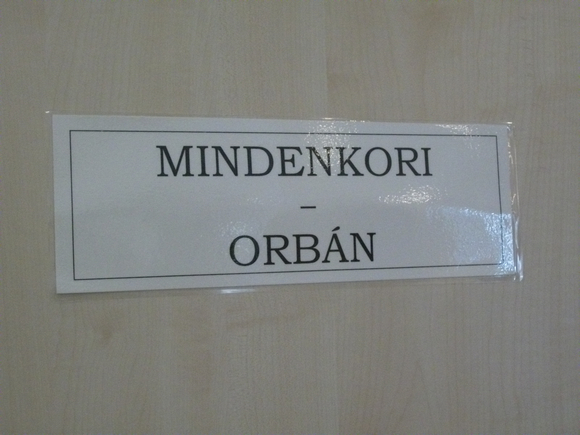 MINDENKORI
–
ORBÁN